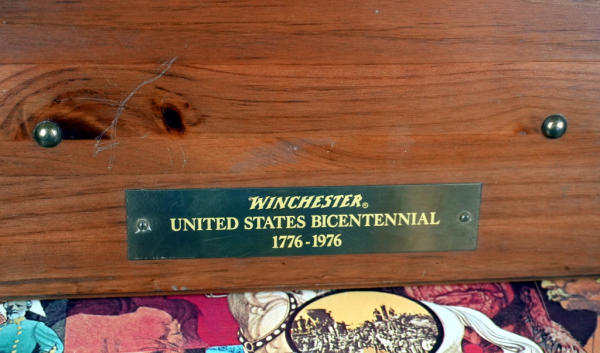 WINCHESTER®
UNITED STATES BICENTENNIAL
1776-1976